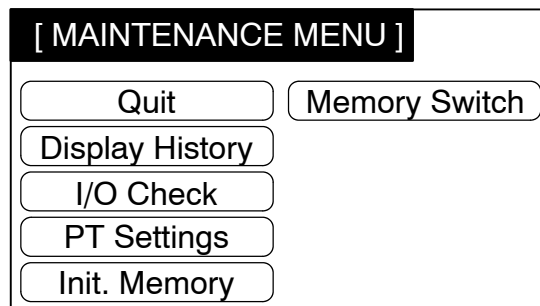 [ MAINTENANCE MENU ]
Quit
Memory Switch
Display History
I/O Check
PT Settings
Init. Memory